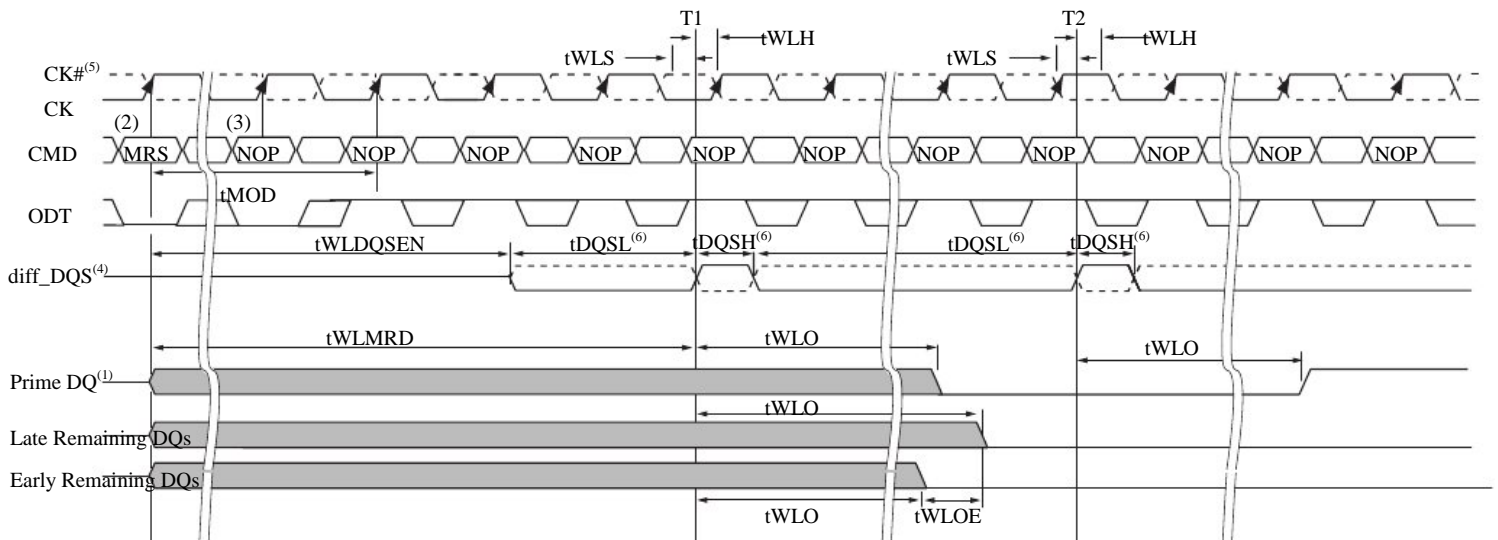 T1
T2
tWLH
tWLH
tWLS
tWLS
CK#(5)
CK
(2)
(3)
CMD
MRS
NOP
NOP
NOP
NOP
NOP
NOP
NOP
NOP
NOP
NOP
NOP
tMOD
ODT
tWLDQSEN
tDQSL(6)
tDQSH(6)
tDQSL(6)
tDQSH(6)
diff_DQS(4)
tWLMRD
tWLO
tWLO
Prime DQ(1)
tWLO
Late Remaining DQs
Early Remaining DQs
tWLO
tWLOE